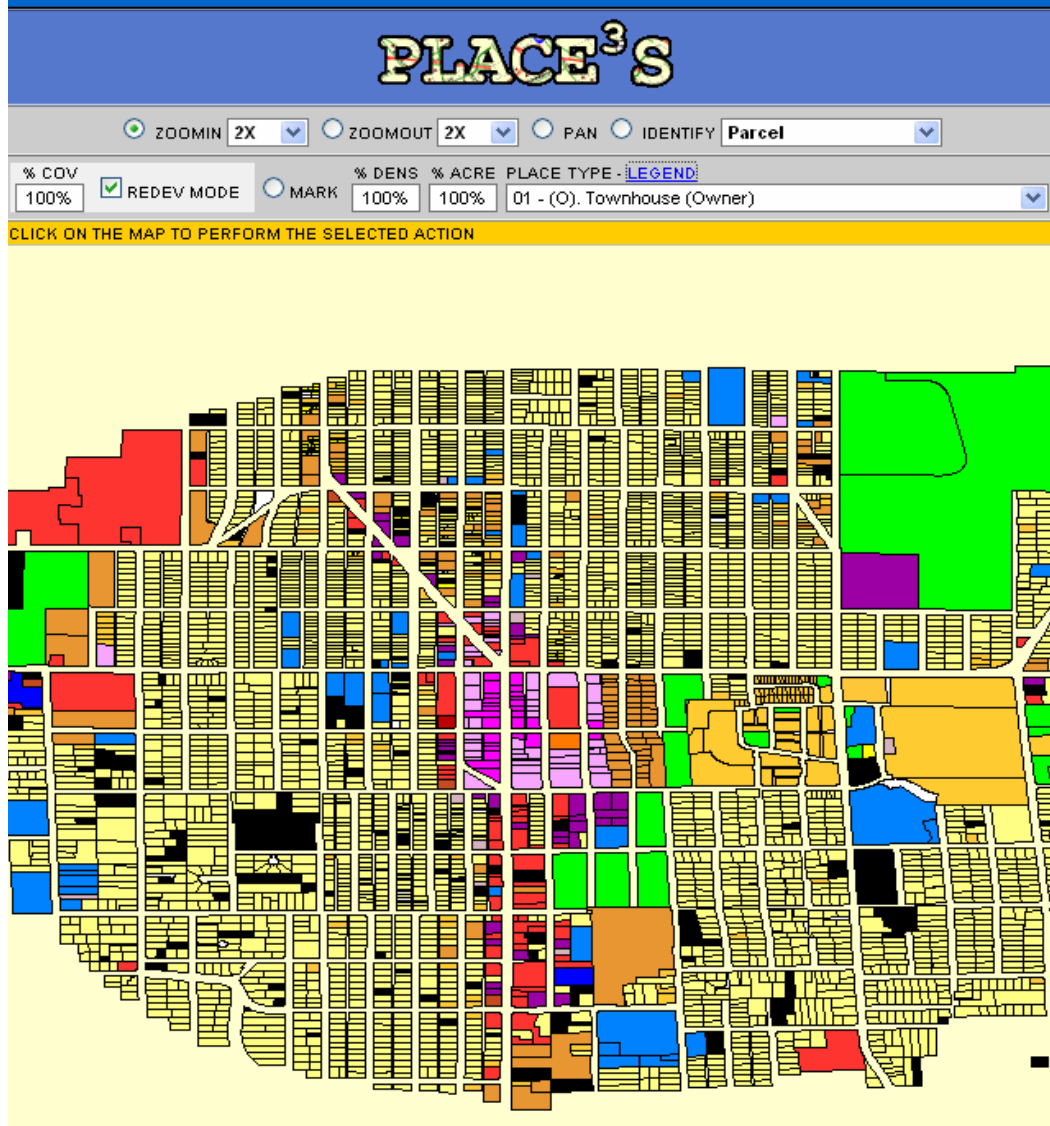 PLACE³S
ZOOMIN 2X ZOOMOUT 2X PAN IDENTIFY Parcel
% COV % DENS % ACRE PLACE TYPE - LEGEND
100% REDEV MODE MARK 100% 100% 01 - (O). Townhouse (Owner)
CLICK ON THE MAP TO PERFORM THE SELECTED ACTION